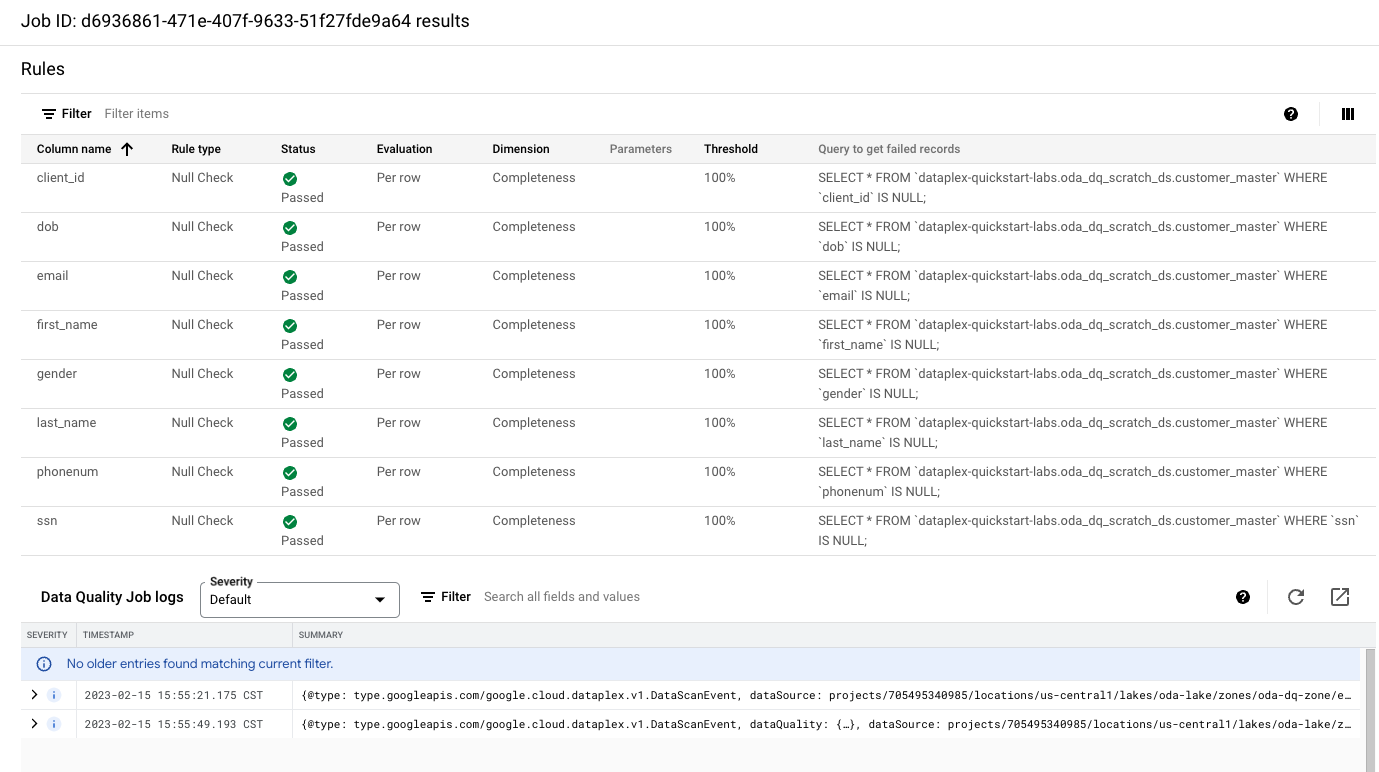 Job ID: d6936861-471e-407f-9633-51f27fde9a64 results
Rules
Filter Filter items
Column name Rule type Status Evaluation Dimension Parameters Threshold Query to get failed records
client_id Null Check Passed Per row Completeness 100% SELECT * FROM `dataplex-quickstart-labs.oda_dq_scratch_ds.customer_master` WHERE
`client_id` IS NULL;
dob Null Check Passed Per row Completeness 100% SELECT * FROM `dataplex-quickstart-labs.oda_dq_scratch_ds.customer_master` WHERE
`dob` IS NULL;
email Null Check Passed Per row Completeness 100% SELECT * FROM `dataplex-quickstart-labs.oda_dq_scratch_ds.customer_master` WHERE
`email` IS NULL;
first_name Null Check Passed Per row Completeness 100% SELECT * FROM `dataplex-quickstart-labs.oda_dq_scratch_ds.customer_master` WHERE
`first_name` IS NULL;
gender Null Check Passed Per row Completeness 100% SELECT * FROM `dataplex-quickstart-labs.oda_dq_scratch_ds.customer_master` WHERE
`gender` IS NULL;
last_name Null Check Passed Per row Completeness 100% SELECT * FROM `dataplex-quickstart-labs.oda_dq_scratch_ds.customer_master` WHERE
`last_name` IS NULL;
phonenum Null Check Passed Per row Completeness 100% SELECT * FROM `dataplex-quickstart-labs.oda_dq_scratch_ds.customer_master` WHERE
`phonenum` IS NULL;
ssn Null Check Passed Per row Completeness 100% SELECT * FROM `dataplex-quickstart-labs.oda_dq_scratch_ds.customer_master` WHERE `ssn`
IS NULL;
Severity
Data Quality Job logs Default Filter Search all fields and values
SEVERITY TIMESTAMP SUMMARY
No older entries found matching current filter.
2023-02-15 15:55:21.175 CST {@type: type.googleapis.com/google.cloud.dataplex.v1.DataScanEvent, dataSource: projects/705495340985/locations/us-central1/lakes/oda-lake/zones/oda-dq-zone/e…
2023-02-15 15:55:49.193 CST {@type: type.googleapis.com/google.cloud.dataplex.v1.DataScanEvent, dataQuality: {…}, dataSource: projects/705495340985/locations/us-central1/lakes/oda-lake/z…